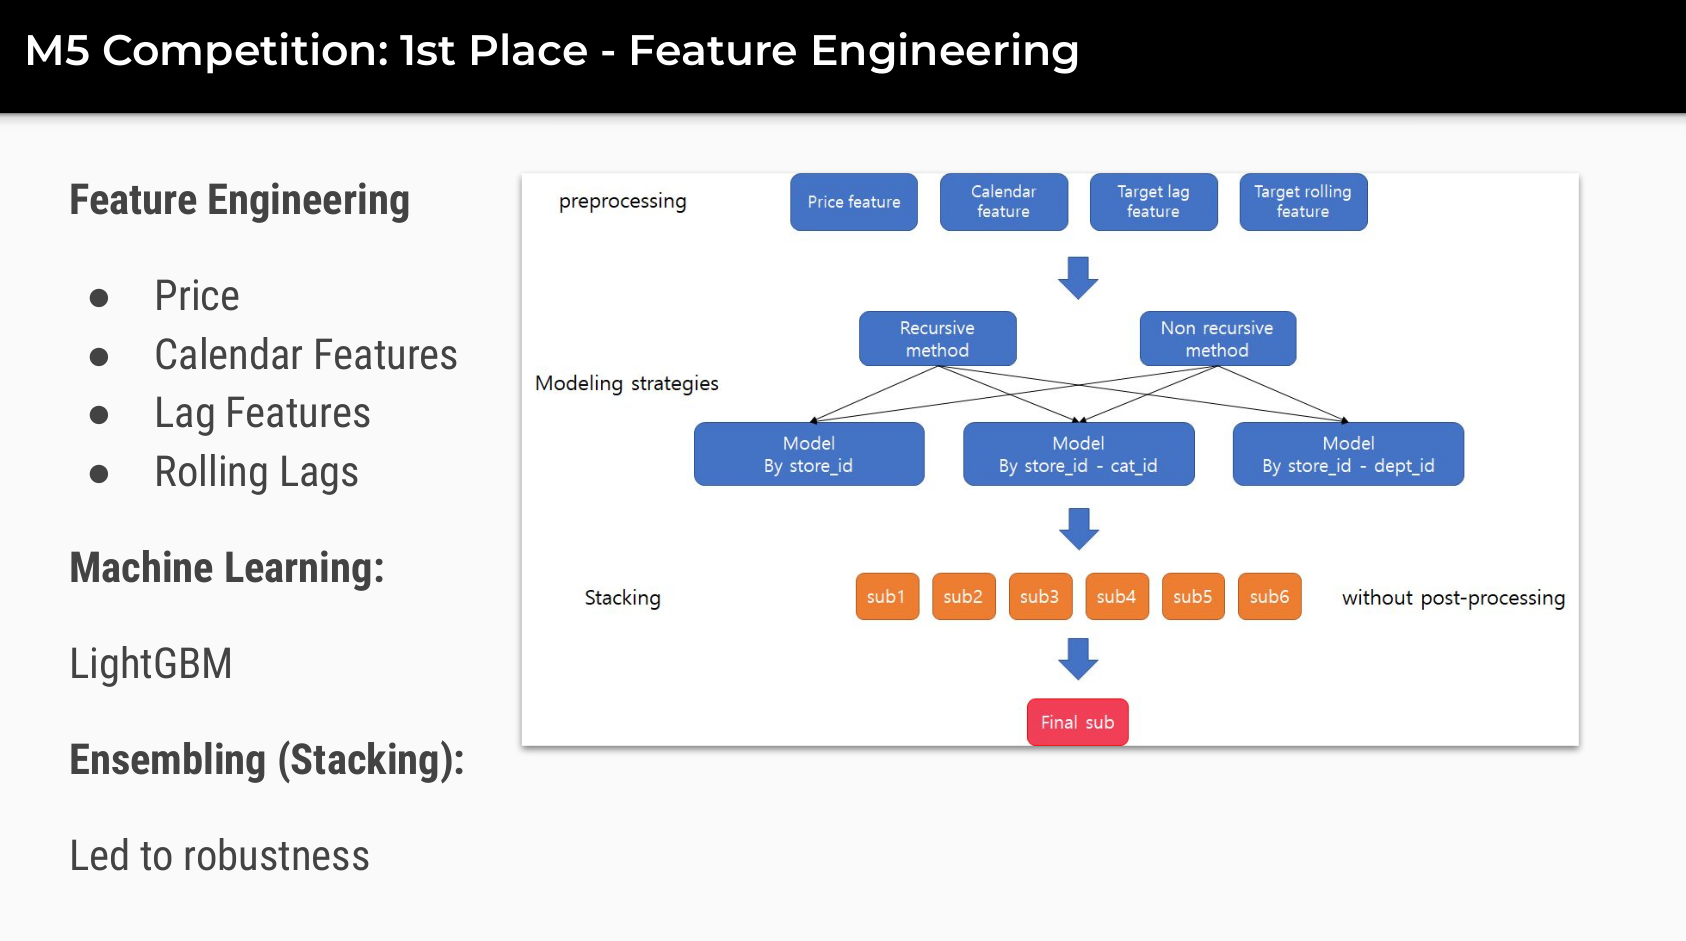 M5 Competition: 1st Place - Feature Engineering
Feature Engineering
● Price
● Calendar Features
● Lag Features
● Rolling Lags
Machine Learning:
LightGBM
Ensembling (Stacking):
Led to robustness
preprocessing
Price feature
Calendar
feature
Target lag
feature
Target rolling
feature
Recursive
method
Non recursive
method
Modeling strategies
Model
By store_id
Model
By store_id - cat_id
Model
By store_id - dept_id
Stacking
sub1
sub2
sub3
sub4
sub5
sub6
without post-processing
Final sub